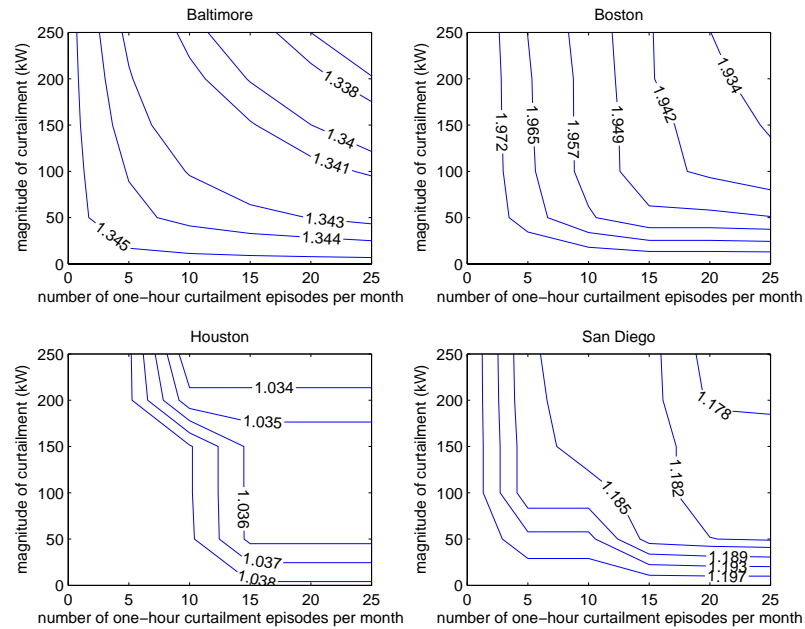 Baltimore
magnitude of curtailment (kW)
250
200
150
100
50
0
1.338
1.34
1.341
1.343
1.344
1.345
0 5 10 15 20 25
number of one−hour curtailment episodes per month
Boston
magnitude of curtailment (kW)
250
200
150
100
50
0
1.972
1.965
1.957
1.949
1.942
1.934
0 5 10 15 20 25
number of one−hour curtailment episodes per month
Houston
magnitude of curtailment (kW)
250
200
150
100
50
0
1.034
1.035
1.036
1.037
1.038
0 5 10 15 20 25
number of one−hour curtailment episodes per month
San Diego
magnitude of curtailment (kW)
250
200
150
100
50
0
1.178
1.182
1.185
1.189
1.193
1.197
0 5 10 15 20 25
number of one−hour curtailment episodes per month